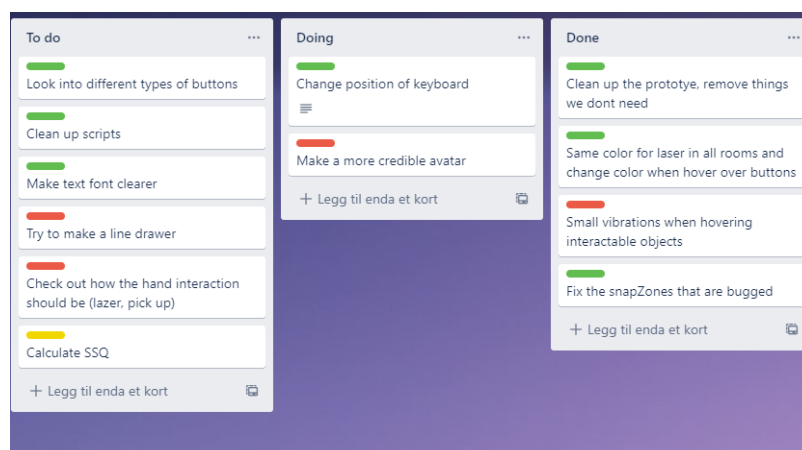 To do
Look into different types of buttons
Clean up scripts
Make text font clearer
Try to make a line drawer
Check out how the hand interaction
should be (lazer, pick up)
Calculate SSQ
+ Legg til enda et kort
Doing
Change position of keyboard
Make a more credible avatar
+ Legg til enda et kort
Done
Clean up the prototye, remove things
we dont need
Same color for laser in all rooms and
change color when hover over buttons
Small vibrations when hovering
interactable objects
Fix the snapZones that are bugged
+ Legg til enda et kort